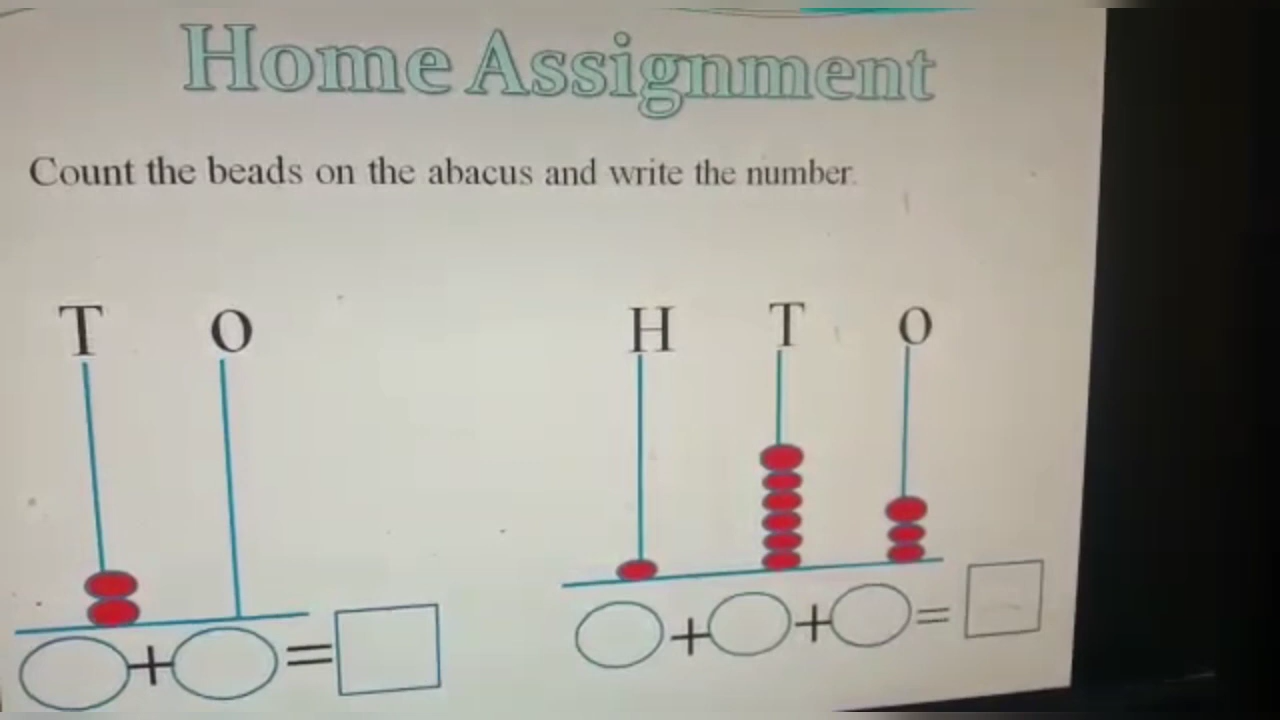 Home Assignment
Count the beads on the abacus and write the number.
T O
H T O
+ =
+ + =